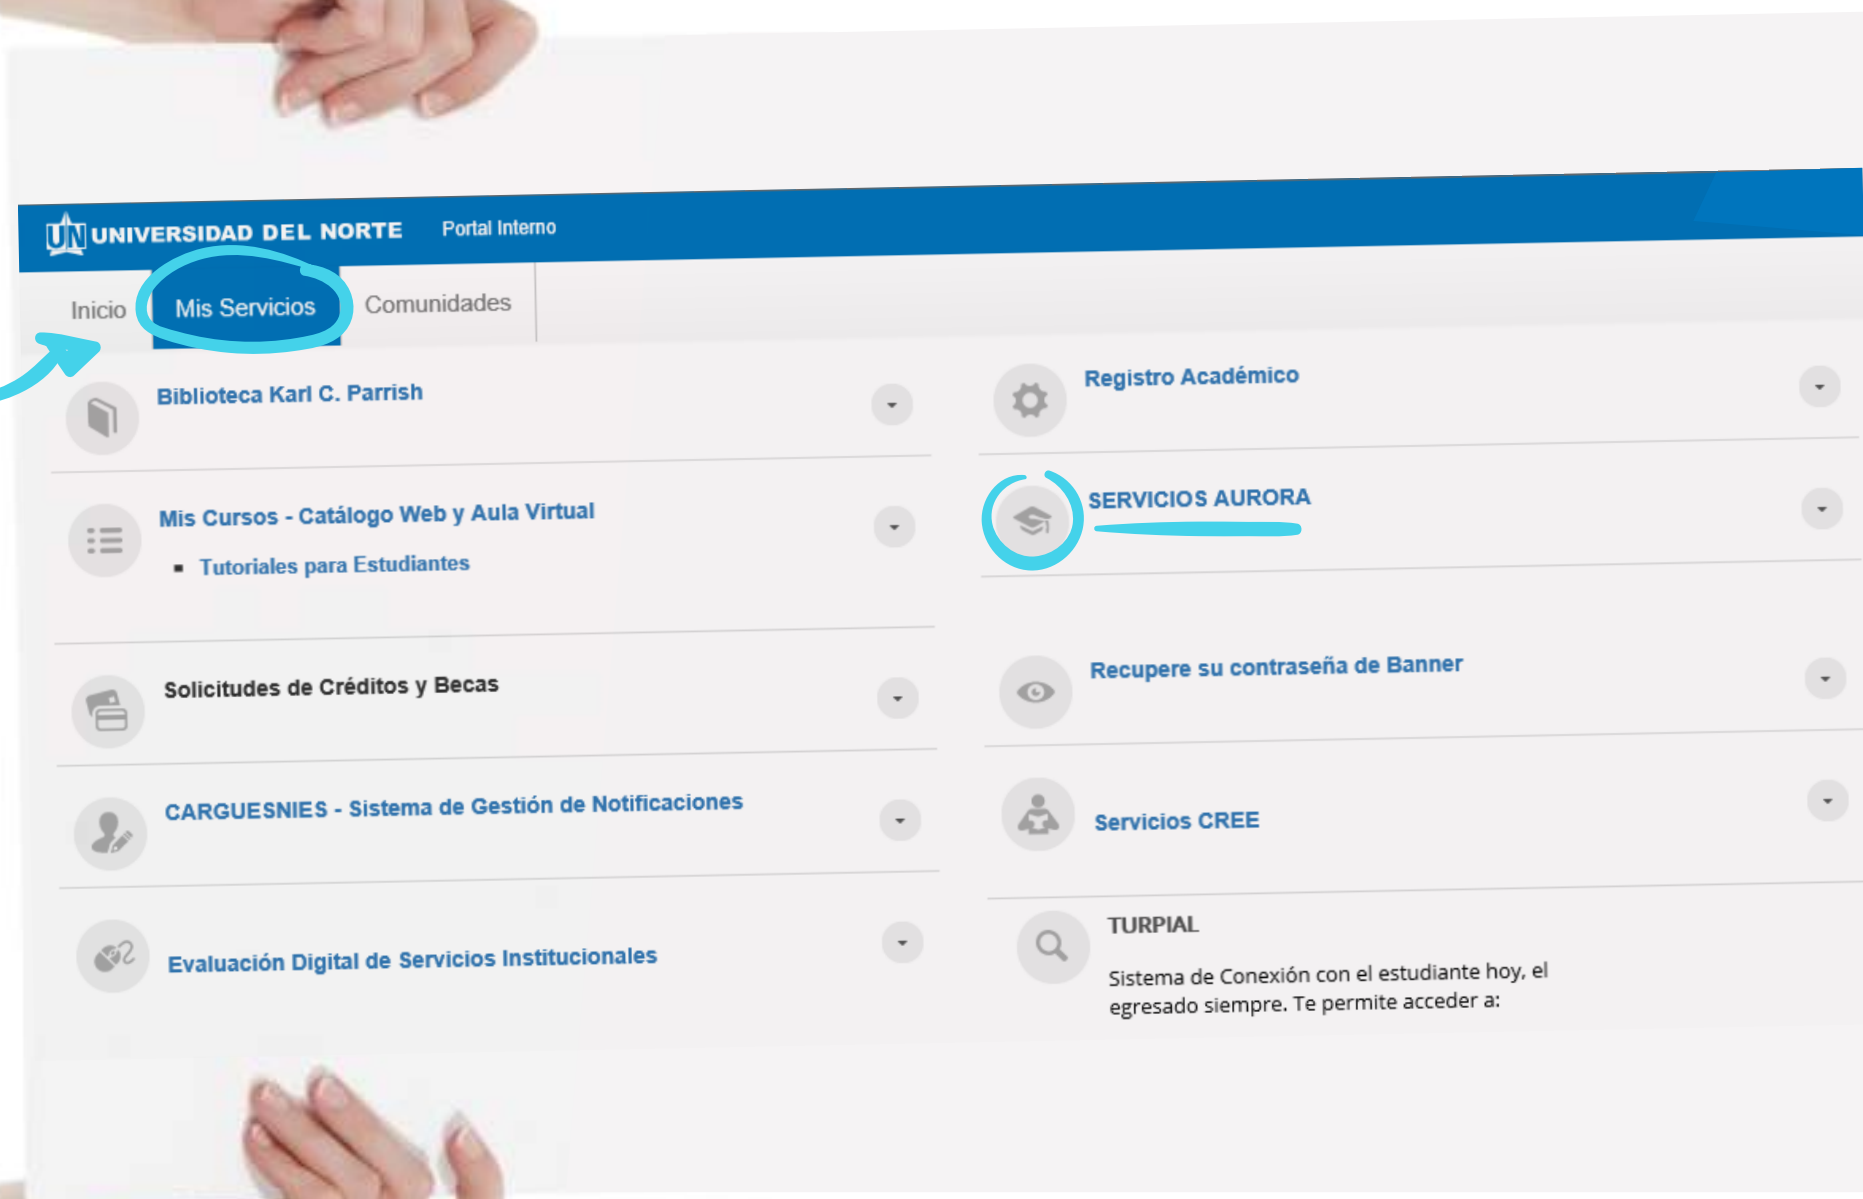 UN UNIVERSIDAD DEL NORTE Portal Interno
Inicio Mis Servicios Comunidades
Biblioteca Karl C. Parrish
Mis Cursos - Catálogo Web y Aula Virtual
Tutoriales para Estudiantes
Solicitudes de Créditos y Becas
CARGUESNIES - Sistema de Gestión de Notificaciones
Evaluación Digital de Servicios Institucionales
Registro Académico
SERVICIOS AURORA
Recupere su contraseña de Banner
Servicios CREE
TURPIAL
Sistema de Conexión con el estudiante hoy, el
egresado siempre. Te permite acceder a: